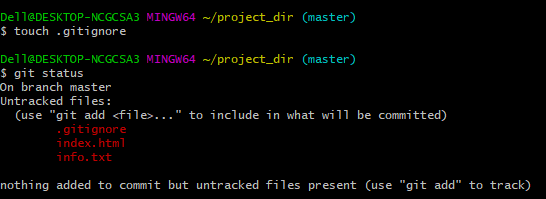 Dell@DESKTOP-NCGCSA3 MINGW64 ~/project_dir (master)
$ touch .gitignore
Dell@DESKTOP-NCGCSA3 MINGW64 ~/project_dir (master)
$ git status
On branch master
Untracked files:
  (use "git add <file>..." to include in what will be committed)
        .gitignore
        index.html
        info.txt
nothing added to commit but untracked files present (use "git add" to track)